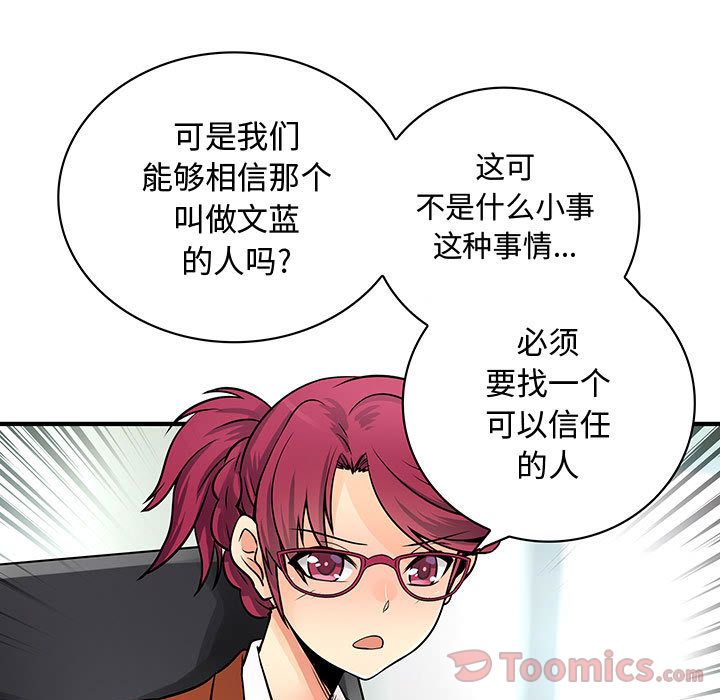 可是我们
能够相信那个
叫做文蓝
的人吗?
这可
不是什么小事
这种事情...
必须
要找一个
可以信任
的人
Toomics.com